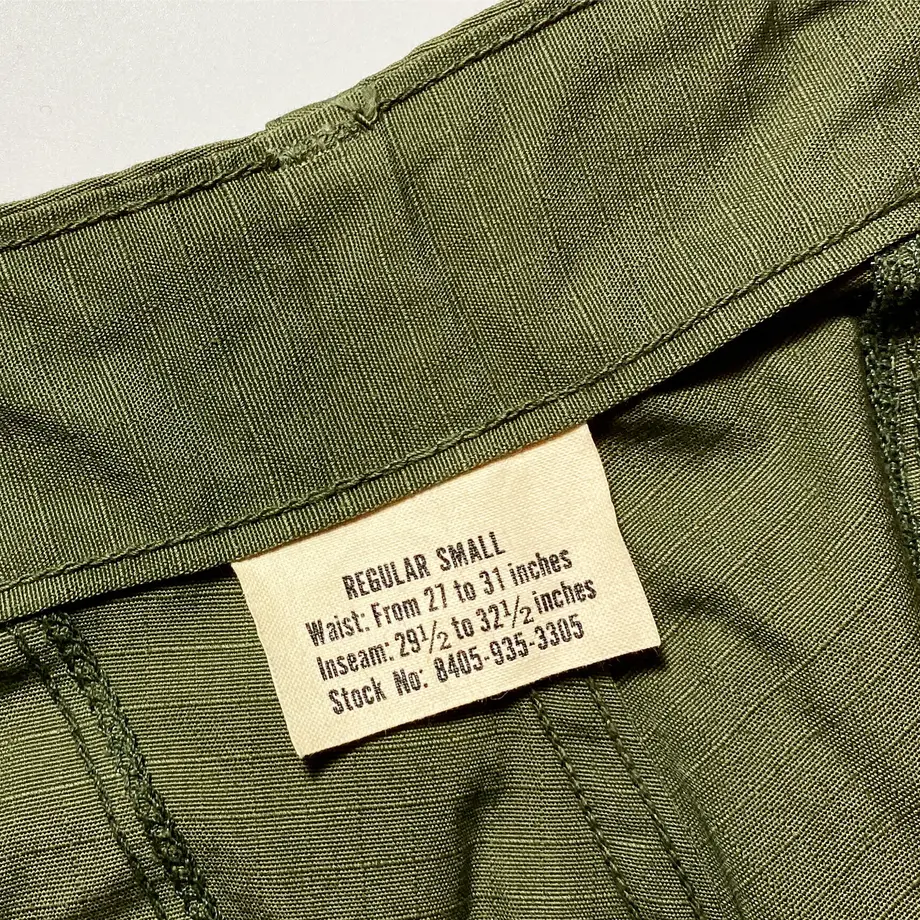 REGULAR SMALL
Waist: From 27 to 31 inches
Inseam: 29½ to 32½ inches
Stock No: 8405-935-3305